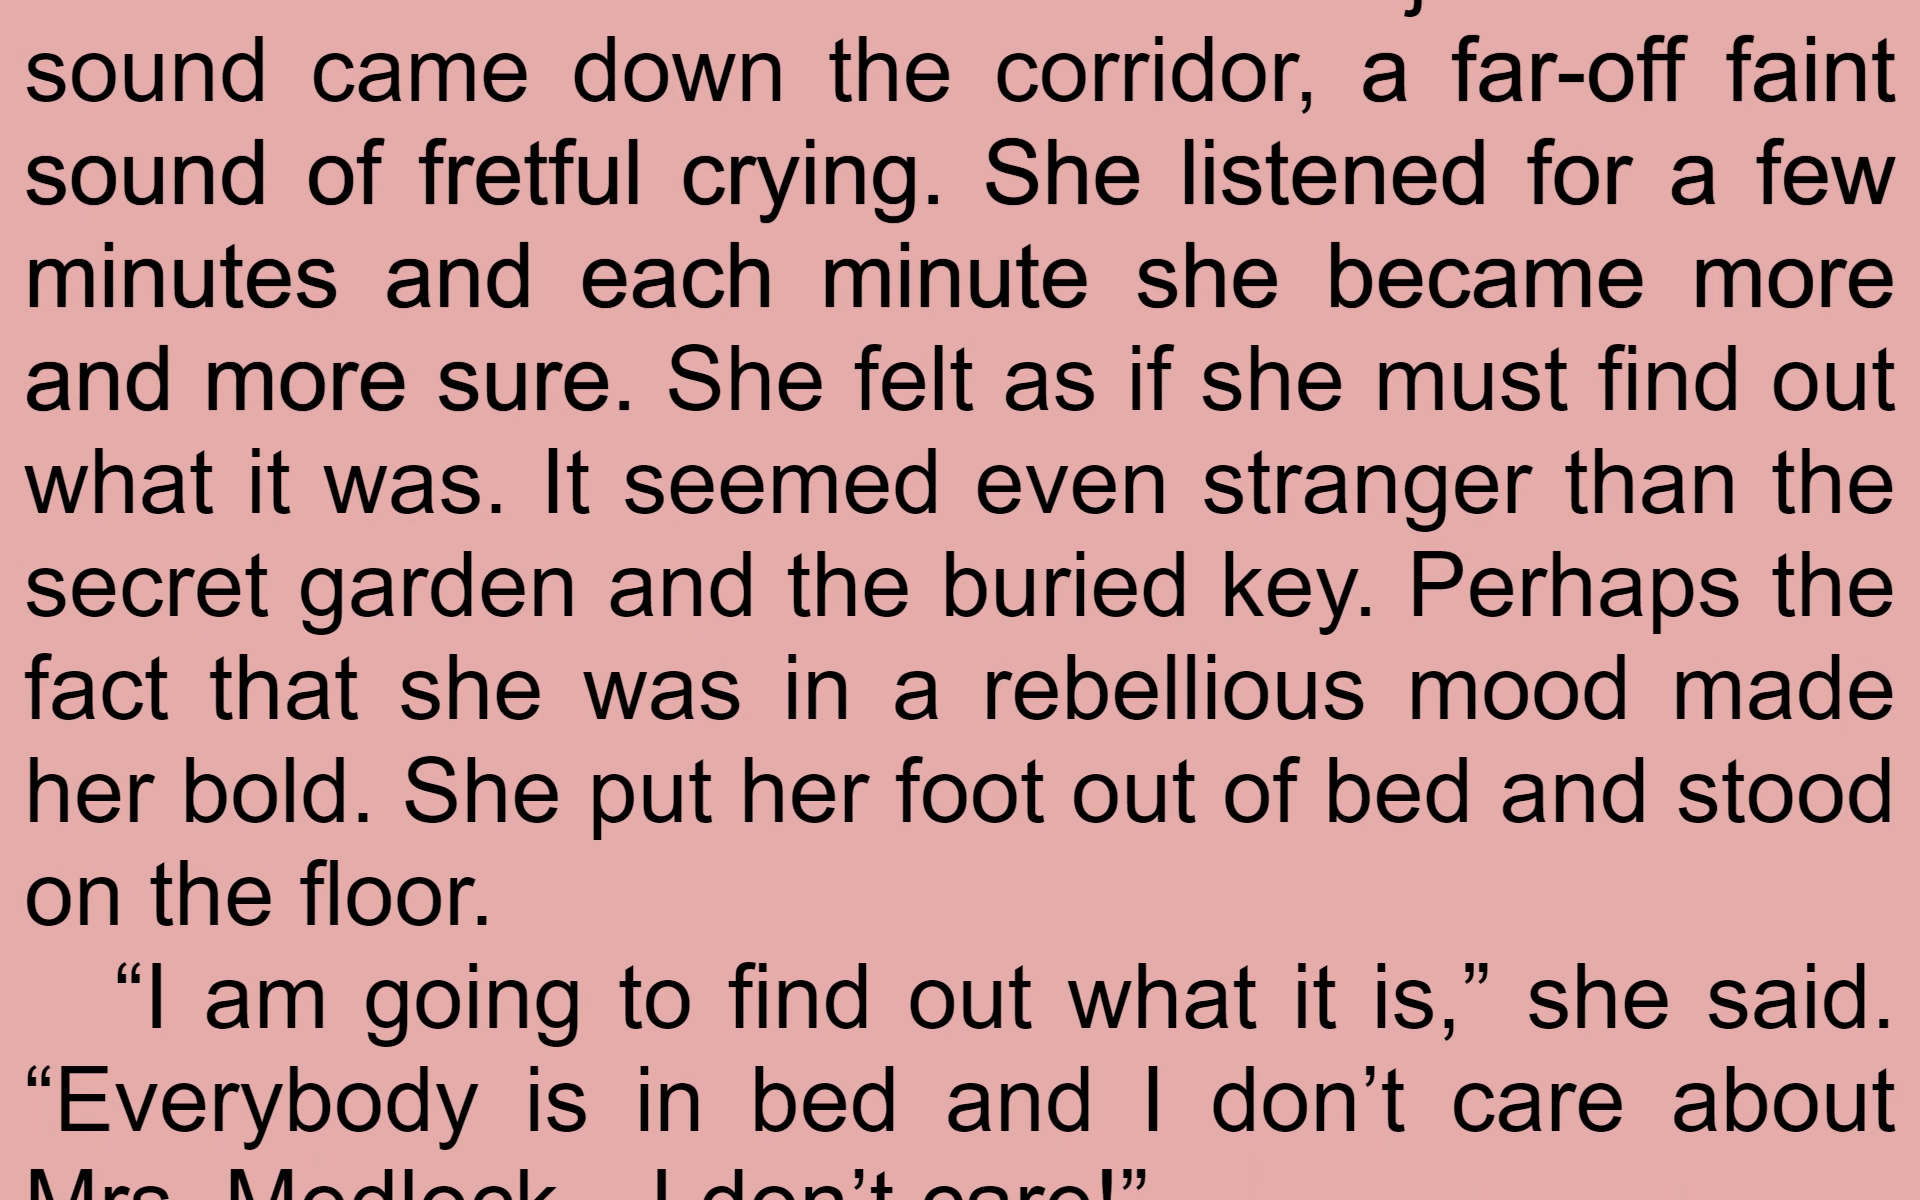 sound came down the corridor, a far-off faint
sound of fretful crying. She listened for a few
minutes and each minute she became more
and more sure. She felt as if she must find out
what it was. It seemed even stranger than the
secret garden and the buried key. Perhaps the
fact that she was in a rebellious mood made
her bold. She put her foot out of bed and stood
on the floor.
“I am going to find out what it is,” she said.
“Everybody is in bed and I don’t care about
Mrs. Medlock—I don’t care!”